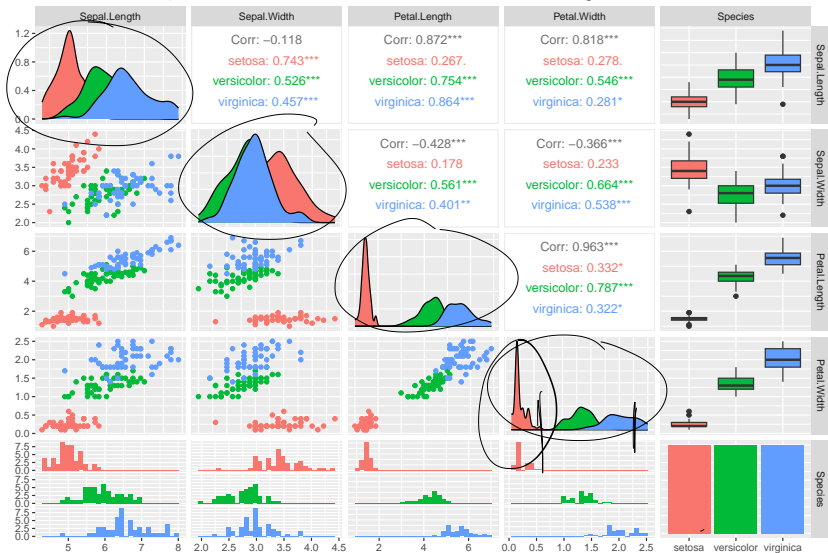 Sepal.Length Sepal.Width Petal.Length Petal.Width Species
1.2
0.8
0.4
0.0
Corr: −0.118
setosa: 0.743***
versicolor: 0.526***
virginica: 0.457***
Corr: 0.872***
setosa: 0.267.
versicolor: 0.754***
virginica: 0.864***
Corr: 0.818***
setosa: 0.278.
versicolor: 0.546***
virginica: 0.281*
Sepal.Length
4.5
4.0
3.5
3.0
2.5
2.0
Corr: −0.428***
setosa: 0.178
versicolor: 0.561***
virginica: 0.401**
Corr: −0.366***
setosa: 0.233
versicolor: 0.664***
virginica: 0.538***
Sepal.Width
6
4
2
Corr: 0.963***
setosa: 0.332*
versicolor: 0.787***
virginica: 0.322*
Petal.Length
2.5
2.0
1.5
1.0
0.5
0.0
Petal.Width
7.5
5.0
2.5
0.0
7.5
5.0
2.5
0.0
7.5
5.0
2.5
0.0
Species
5 6 7 8 2.0 2.5 3.0 3.5 4.0 4.5 2 4 6 0.0 0.5 1.0 1.5 2.0 2.5 setosa versicolor virginica